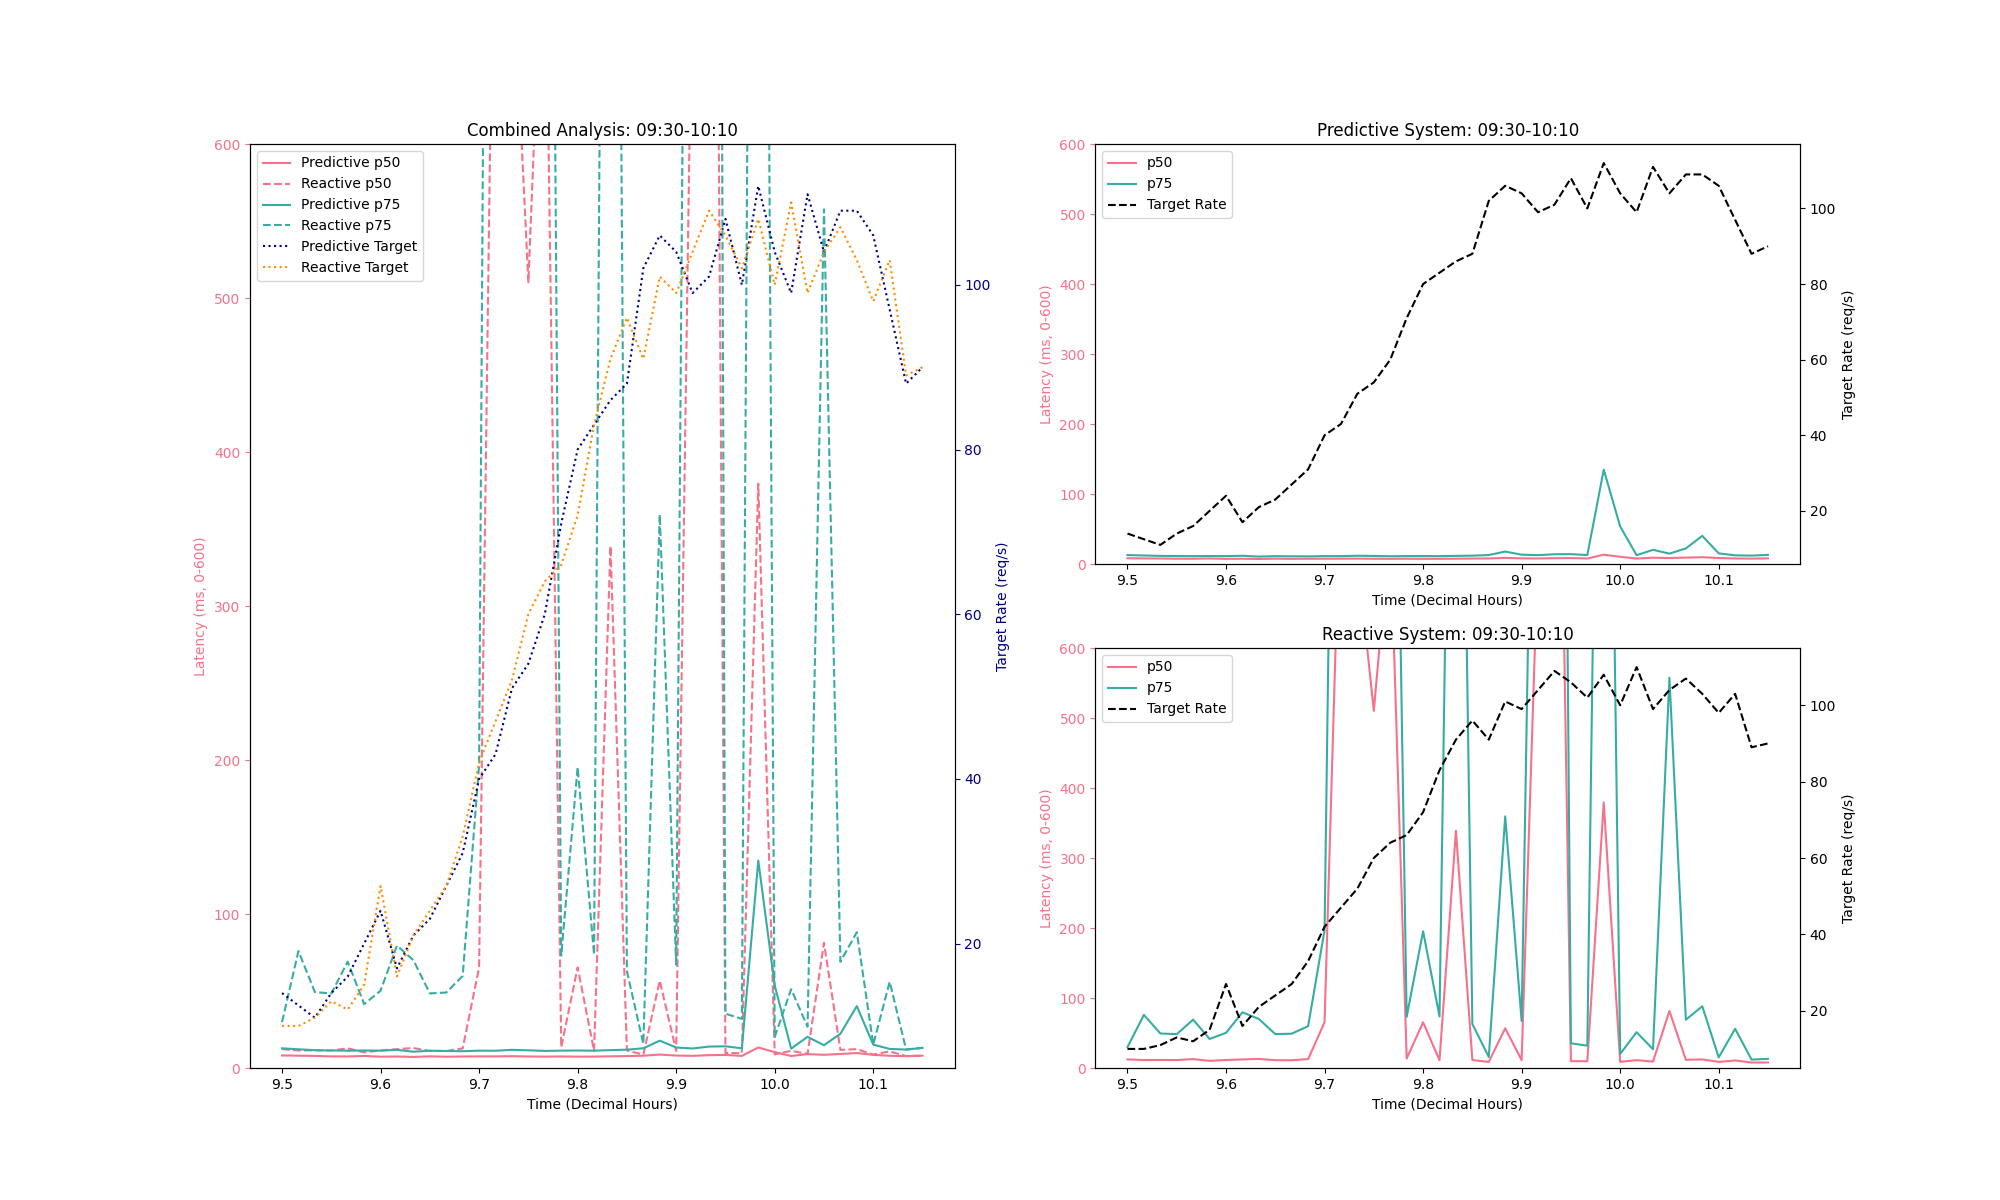 Combined Analysis: 09:30-10:10
600
500
400
300
200
100
0
Latency (ms, 0-600)
Predictive p50
Reactive p50
Predictive p75
Reactive p75
Predictive Target
Reactive Target
100
80
60
40
20
Target Rate (req/s)
9.5 9.6 9.7 9.8 9.9 10.0 10.1
Time (Decimal Hours)
Predictive System: 09:30-10:10
600
500
400
300
200
100
0
Latency (ms, 0-600)
p50
p75
Target Rate
100
80
60
40
20
Target Rate (req/s)
9.5 9.6 9.7 9.8 9.9 10.0 10.1
Time (Decimal Hours)
Reactive System: 09:30-10:10
600
500
400
300
200
100
0
Latency (ms, 0-600)
p50
p75
Target Rate
100
80
60
40
20
Target Rate (req/s)
9.5 9.6 9.7 9.8 9.9 10.0 10.1
Time (Decimal Hours)